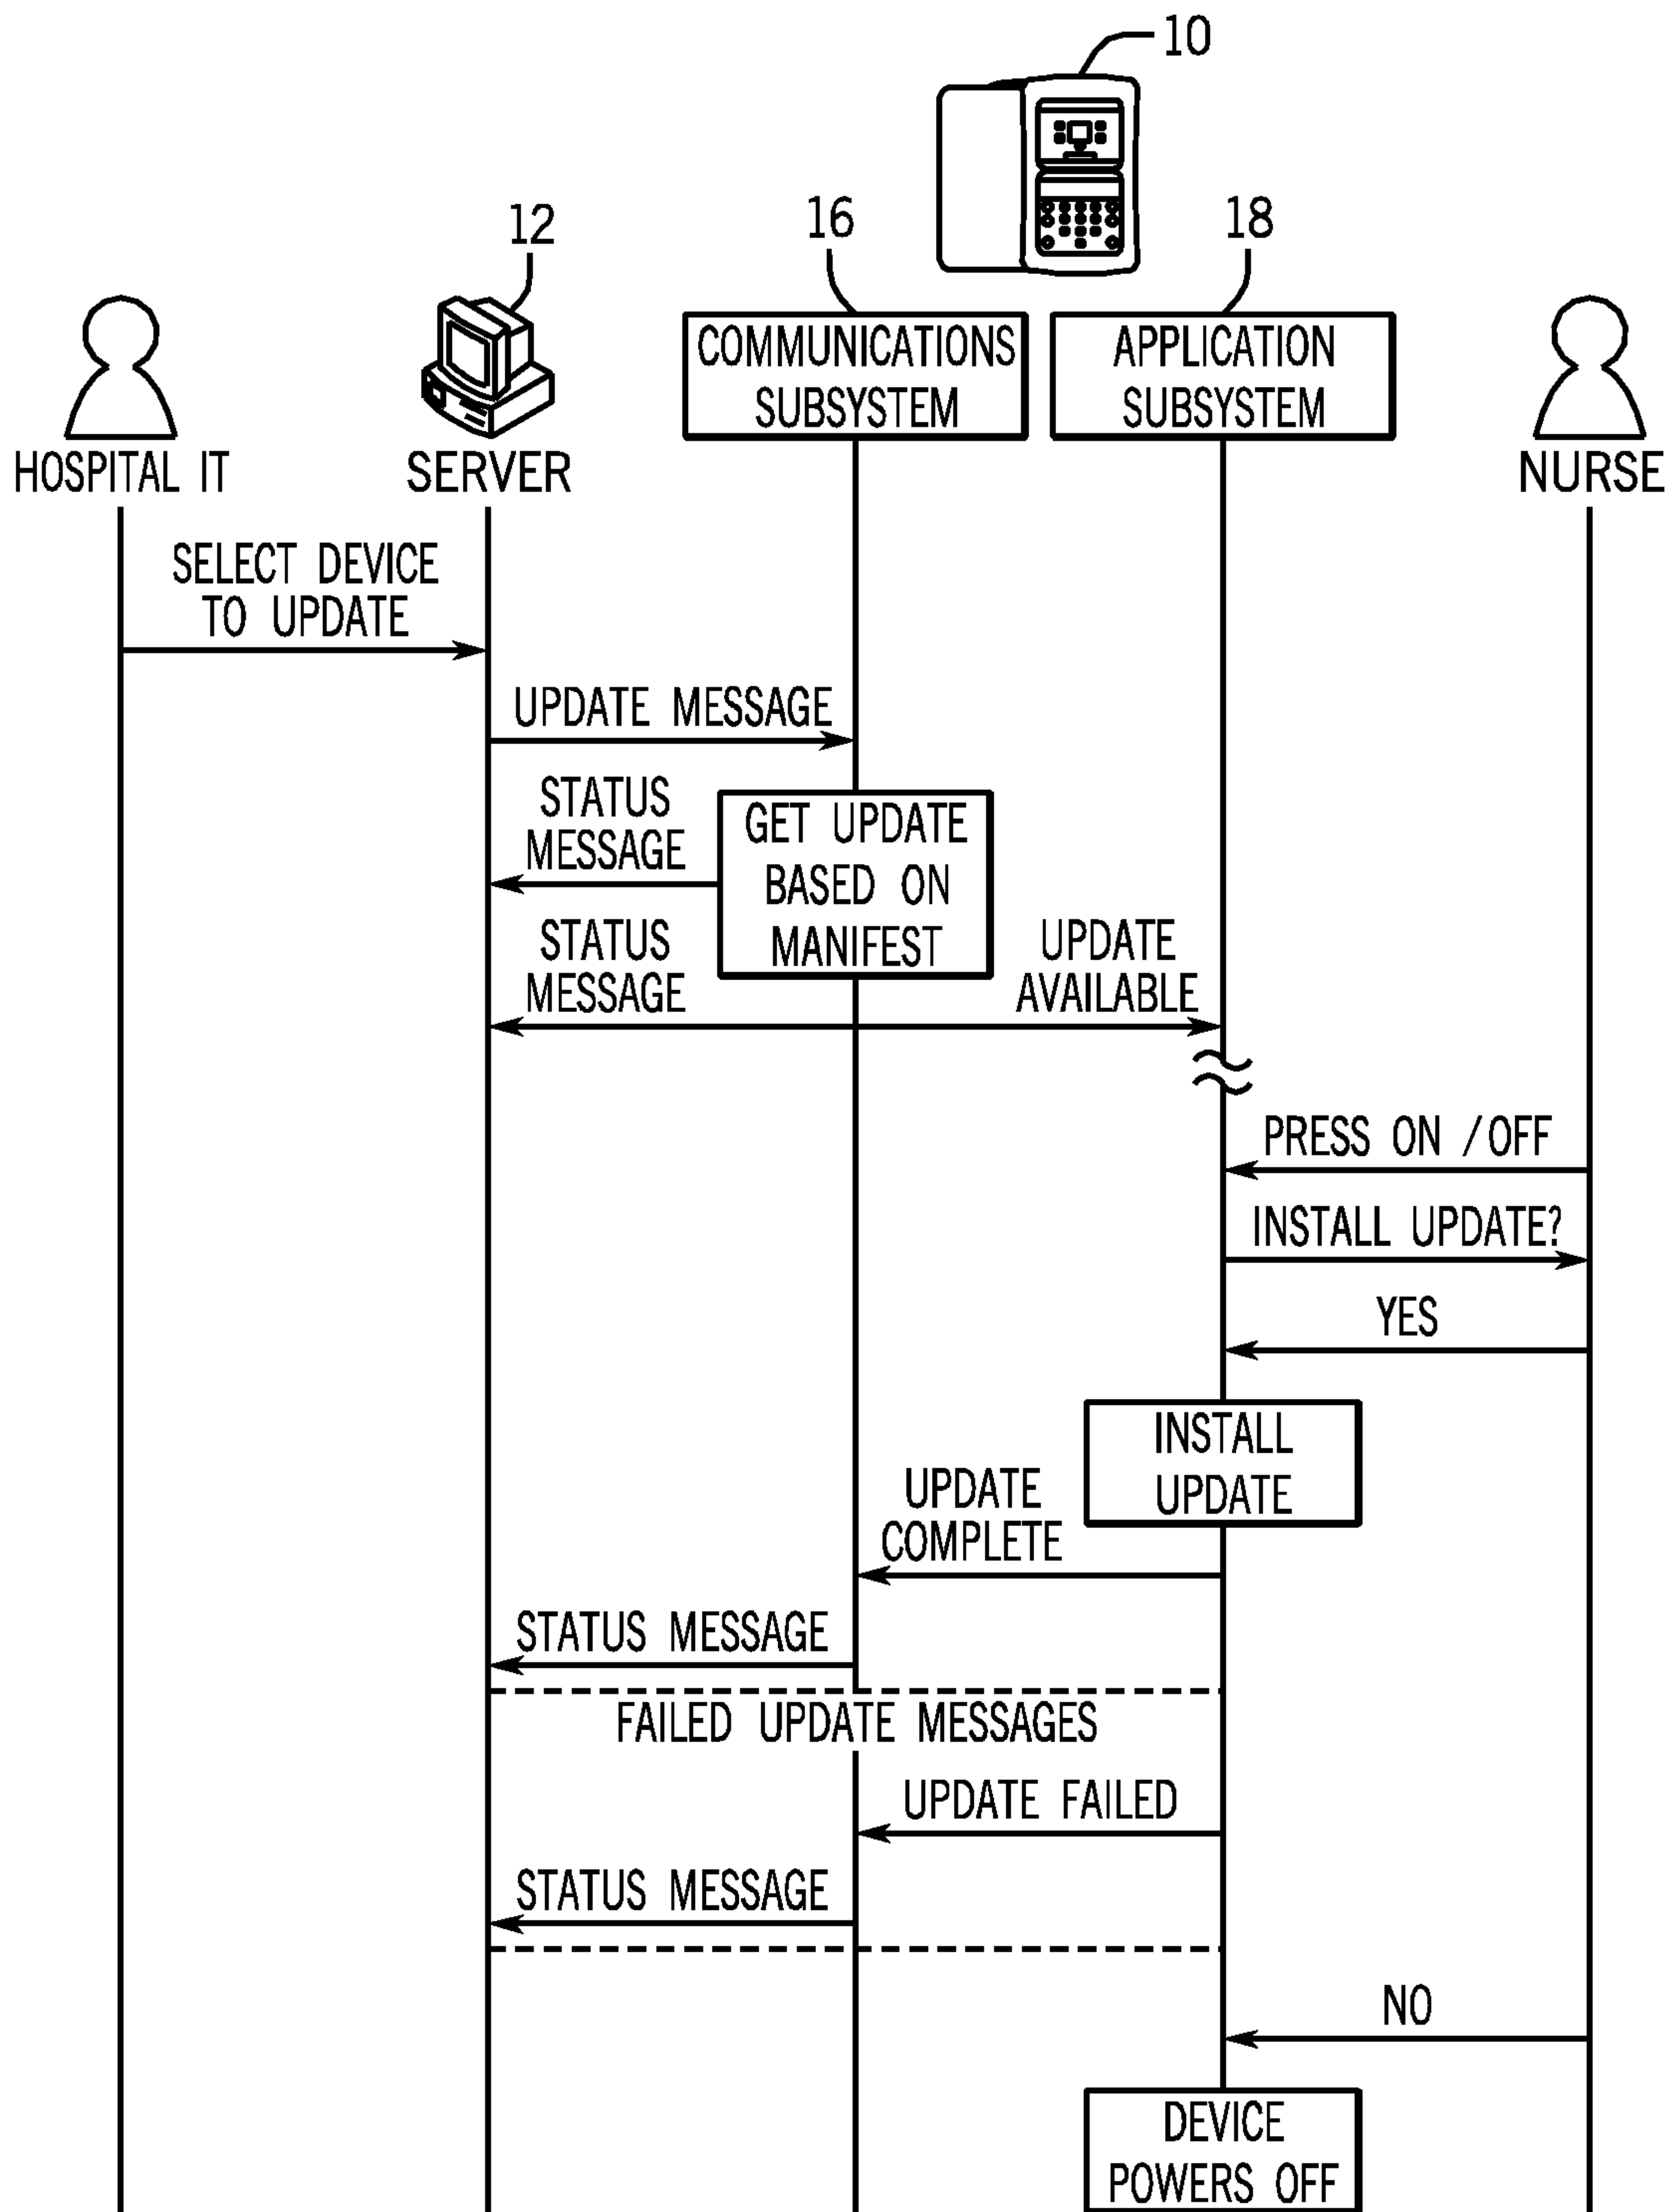 10
12
16
18
COMMUNICATIONS
SUBSYSTEM
APPLICATION
SUBSYSTEM
HOSPITAL IT
SERVER
NURSE
SELECT DEVICE
TO UPDATE
UPDATE MESSAGE
STATUS
MESSAGE
GET UPDATE
BASED ON
MANIFEST
STATUS
MESSAGE
UPDATE
AVAILABLE
PRESS ON /OFF
INSTALL UPDATE?
YES
INSTALL
UPDATE
UPDATE
COMPLETE
STATUS MESSAGE
FAILED UPDATE MESSAGES
UPDATE FAILED
STATUS MESSAGE
NO
DEVICE
POWERS OFF